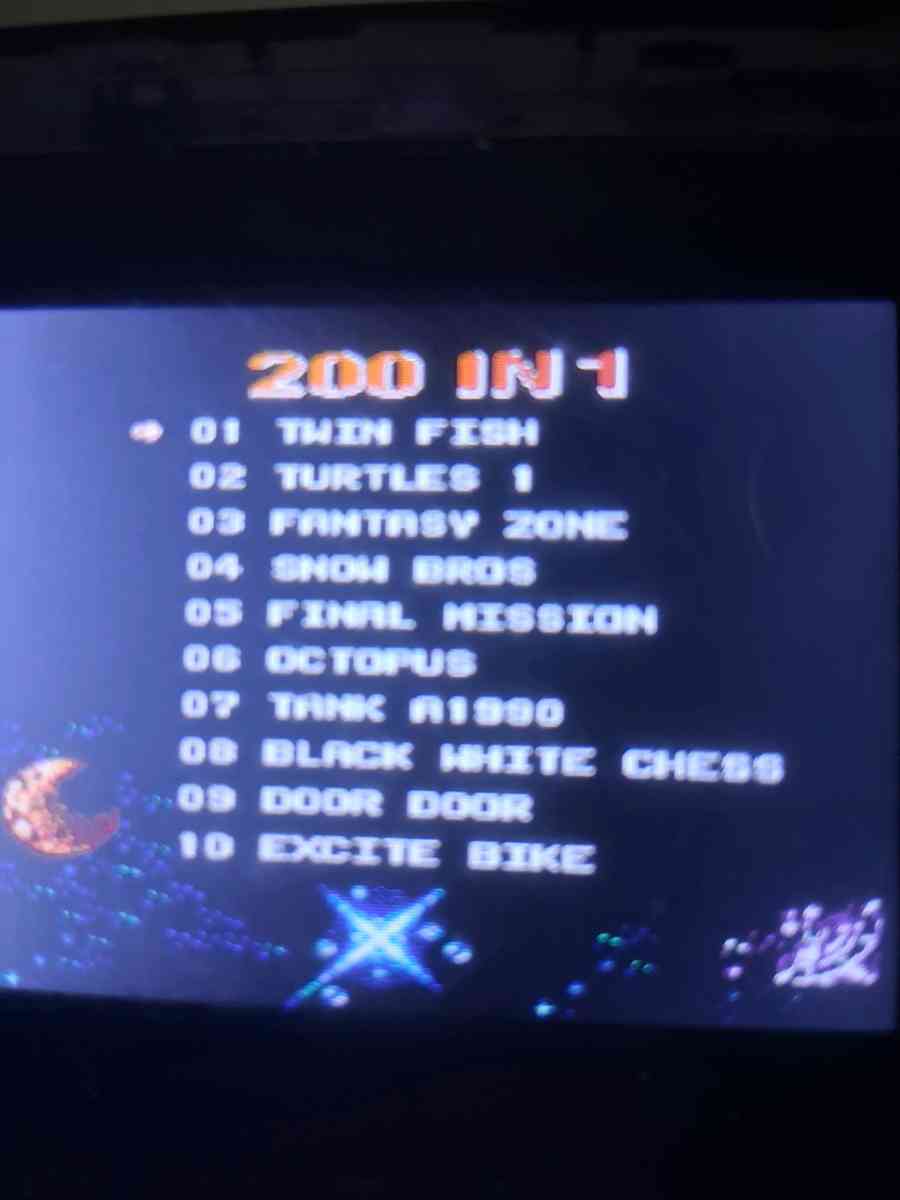 200 IN 1
01 TWIN FISH
02 TURTLES 1
03 FANTASY ZONE
04 SNOW BROS
05 FINAL MISSION
06 OCTOPUS
07 TANK A1990
08 BLACK WHITE CHESS
09 DOOR DOOR
10 EXCITE BIKE